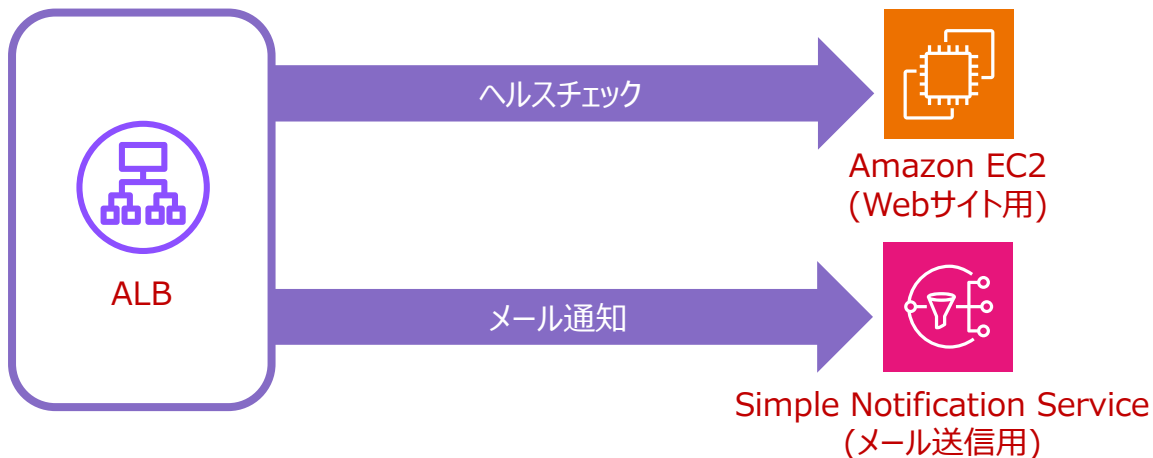 ヘルスチェック
Amazon EC2
(Webサイト用)
ALB
メール通知
Simple Notification Service
(メール送信用)